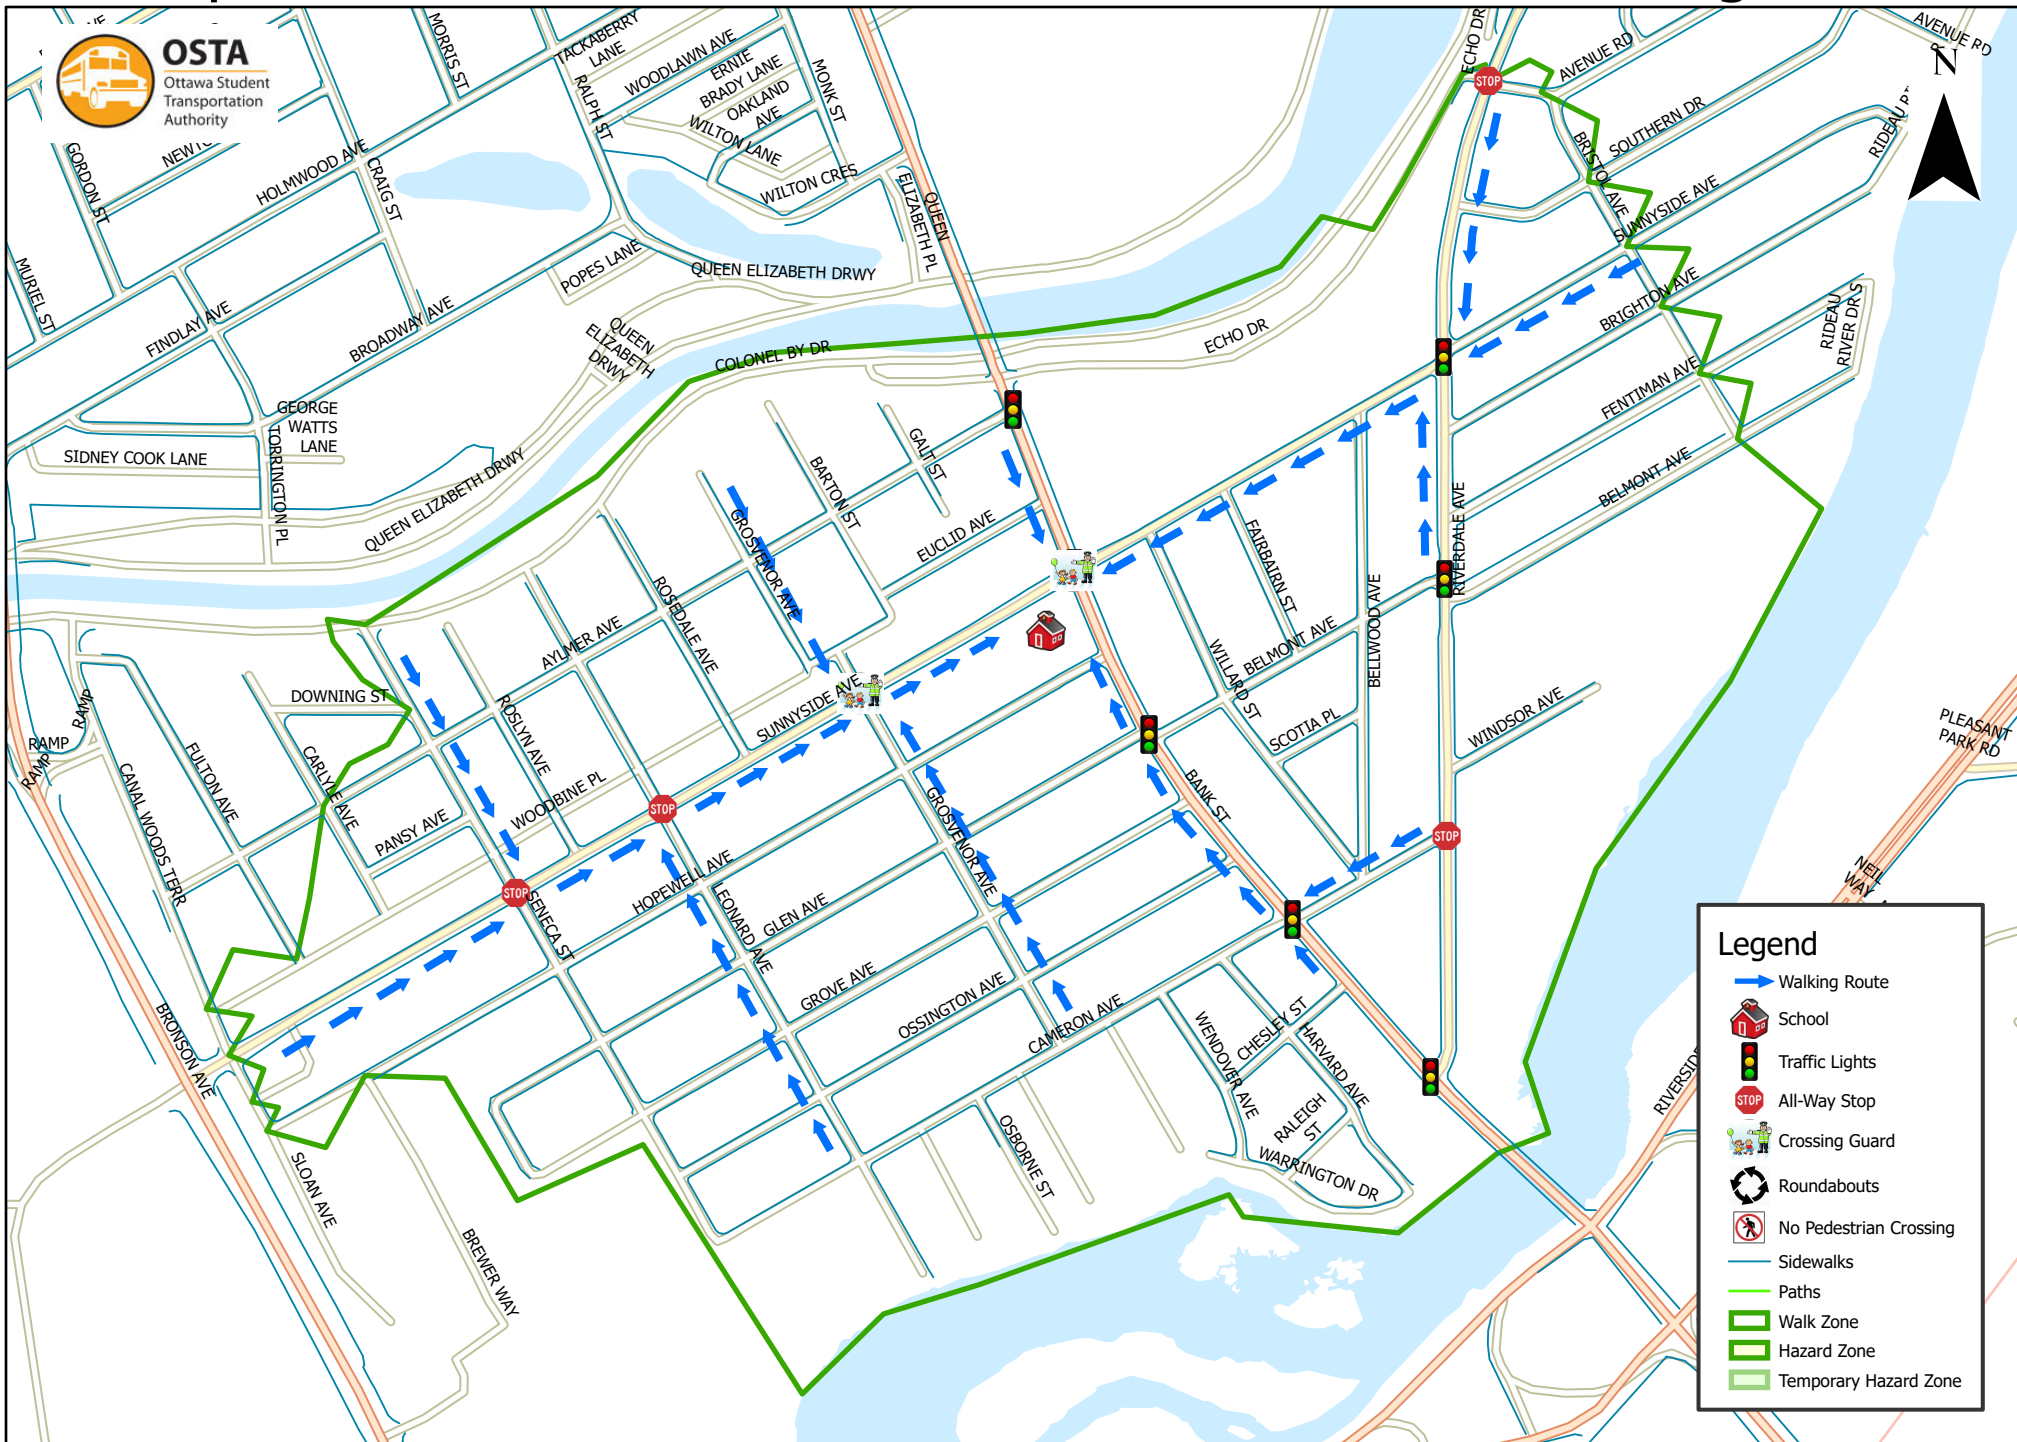 OSTA
Ottawa Student
Transportation
Authority
MORRIS ST
TACKABERRY
LANE
WOODLAWN AVE
ERNIE
BRADY LANE
OAKLAND
AVE
WILTON LANE
MONK ST
RALPH ST
WILTON CRES
ELIZABETH PL
QUEEN
GORDON ST
HOLMWOOD AVE
CRAIG ST
MURIEL ST
FINDLAY AVE
BROADWAY AVE
POPES LANE
QUEEN ELIZABETH DRWY
QUEEN
ELIZABETH
DRWY
COLONEL BY DR
ECHO DR
ECHO DR
AVENUE RD
AVENUE RD
N
SOUTHERN DR
BRISTOL AVE
SUNNYSIDE AVE
BRIGHTON AVE
RIDEAU
RIVER DR S
FENTIMAN AVE
BELMONT AVE
GEORGE
WATTS
LANE
SIDNEY COOK LANE
TORRINGTON PL
QUEEN ELIZABETH DRWY
GALT ST
BARTON ST
EUCLID AVE
GROSVENOR AVE
ROSEDALE AVE
AYLMER AVE
FAIRBAIRN ST
RIVERDALE AVE
BELLWOOD AVE
BELMONT AVE
WILLARD ST
SCOTIA PL
WINDSOR AVE
SUNNYSIDE AVE
DOWNING ST
ROSLYN AVE
RAMP
RAMP
RAMP
FULTON AVE
CARLYLE AVE
CANAL WOODS TERR
PANSY AVE
WOODBINE PL
BANK ST
GROSVENOR AVE
HOPEWELL AVE
LEONARD AVE
GLEN AVE
SENECA ST
GROVE AVE
OSSINGTON AVE
CAMERON AVE
WENDOVER AVE
CHESLEY ST
HARVARD AVE
RALEIGH
ST
WARRINGTON DR
OSBORNE ST
BRONSON AVE
SLOAN AVE
BREWER WAY
PLEASANT
PARK RD
NEIL
WAY
STOP
STOP
STOP
STOP
Legend
Walking Route
School
Traffic Lights
STOP All-Way Stop
Crossing Guard
Roundabouts
No Pedestrian Crossing
Sidewalks
Paths
Walk Zone
Hazard Zone
Temporary Hazard Zone